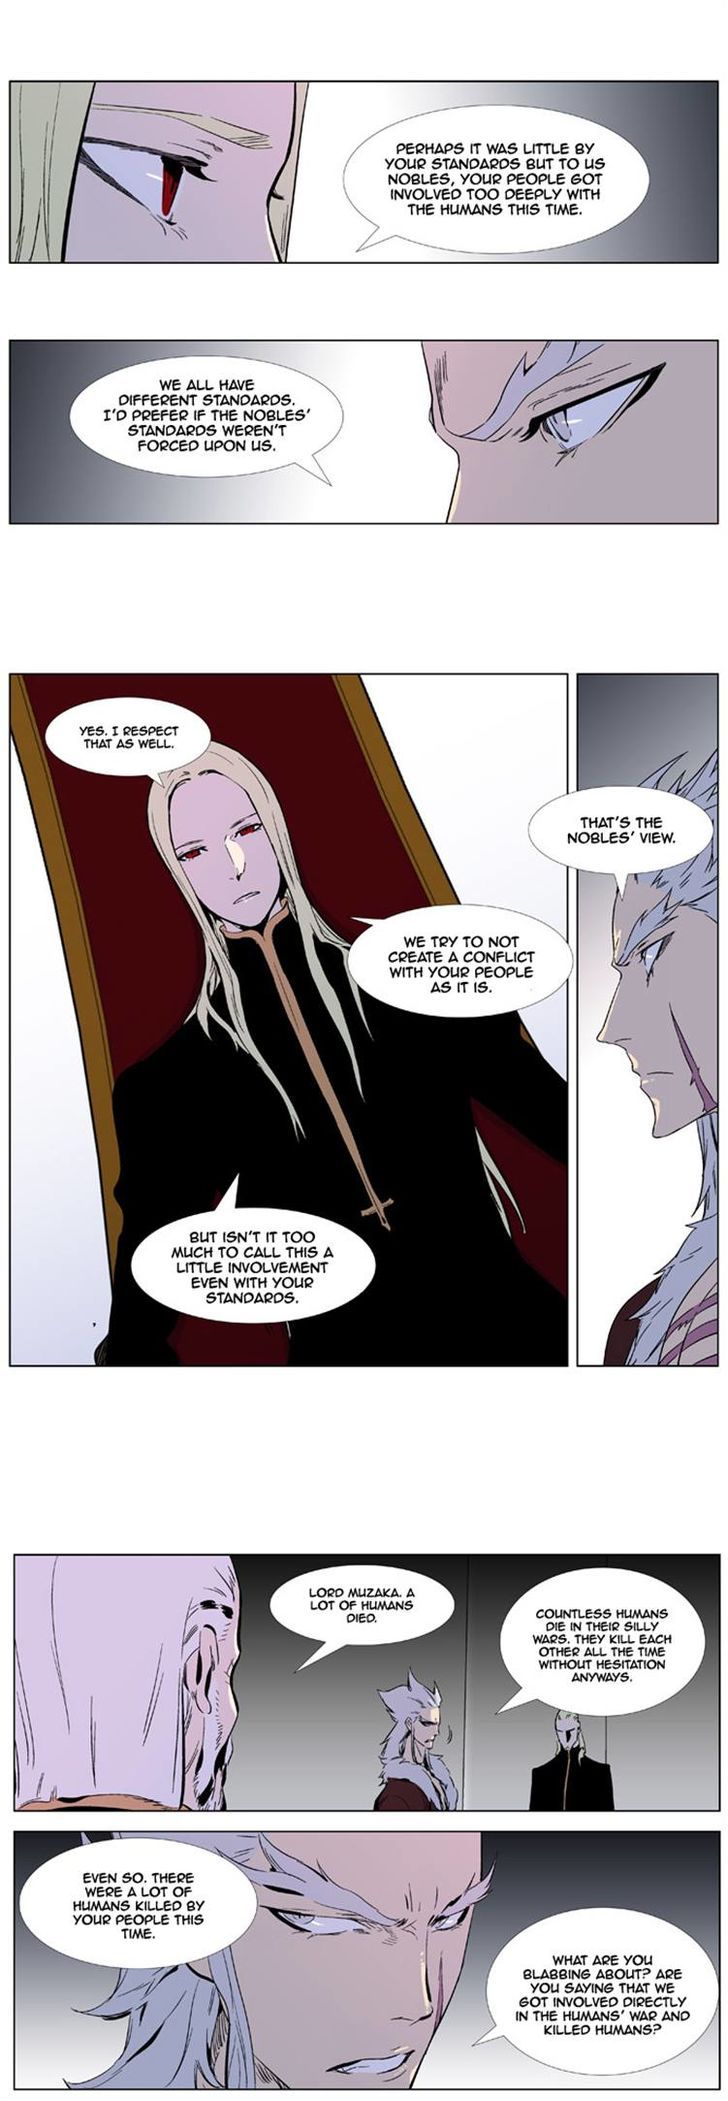 PERHAPS IT WAS LITTLE BY
YOUR STANDARDS BUT TO US
NOBLES, YOUR PEOPLE GOT
INVOLVED TOO DEEPLY WITH
THE HUMANS THIS TIME.
WE ALL HAVE
DIFFERENT STANDARDS.
I'D PREFER IF THE NOBLES'
STANDARDS WEREN'T
FORCED UPON US.
YES. I RESPECT
THAT AS WELL.
THAT'S THE
NOBLES' VIEW.
WE TRY TO NOT
CREATE A CONFLICT
WITH YOUR PEOPLE
AS IT IS.
BUT ISN'T IT TOO
MUCH TO CALL THIS A
LITTLE INVOLVEMENT
EVEN WITH YOUR
STANDARDS.
LORD MUZAKA. A
LOT OF HUMANS
DIED.
COUNTLESS HUMANS
DIE IN THEIR SILLY
WARS. THEY KILL EACH
OTHER ALL THE TIME
WITHOUT HESITATION
ANYWAYS.
EVEN SO. THERE
WERE A LOT OF
HUMANS KILLED BY
YOUR PEOPLE THIS
TIME.
WHAT ARE YOU
BLABBING ABOUT? ARE
YOU SAYING THAT WE
GOT INVOLVED DIRECTLY
IN THE HUMANS' WAR AND
KILLED HUMANS?